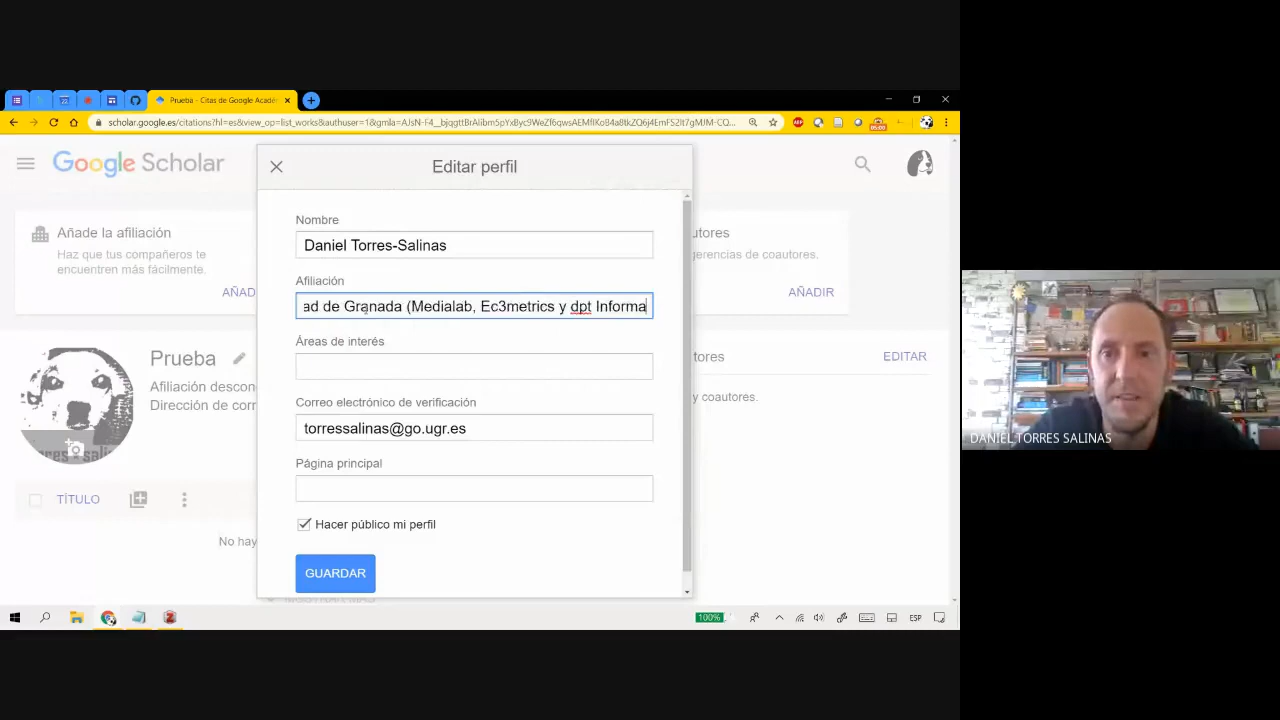 Prueba - Citas de Google Acadé
scholar.google.es/citations?hl=es&view_op=list_works&authuser=1&gmla=
Google Scholar
Añade la afiliación
Haz que tus compañeros te
encuentren más fácilmente.
AÑAD
Editar perfil
Nombre
Daniel Torres-Salinas
Afiliación
ad de Granada (Medialab, Ec3metrics y dpt Informa
Áreas de interés
Correo electrónico de verificación
torressalinas@go.ugr.es
Página principal
Hacer público mi perfil
GUARDAR
utores
gerencias de coautores.
AÑADIR
Prueba
Afiliación descon
Dirección de corr
tores
EDITAR
y coautores.
TÍTULO
No hay
100%
ESP
DANIEL TORRES SALINAS